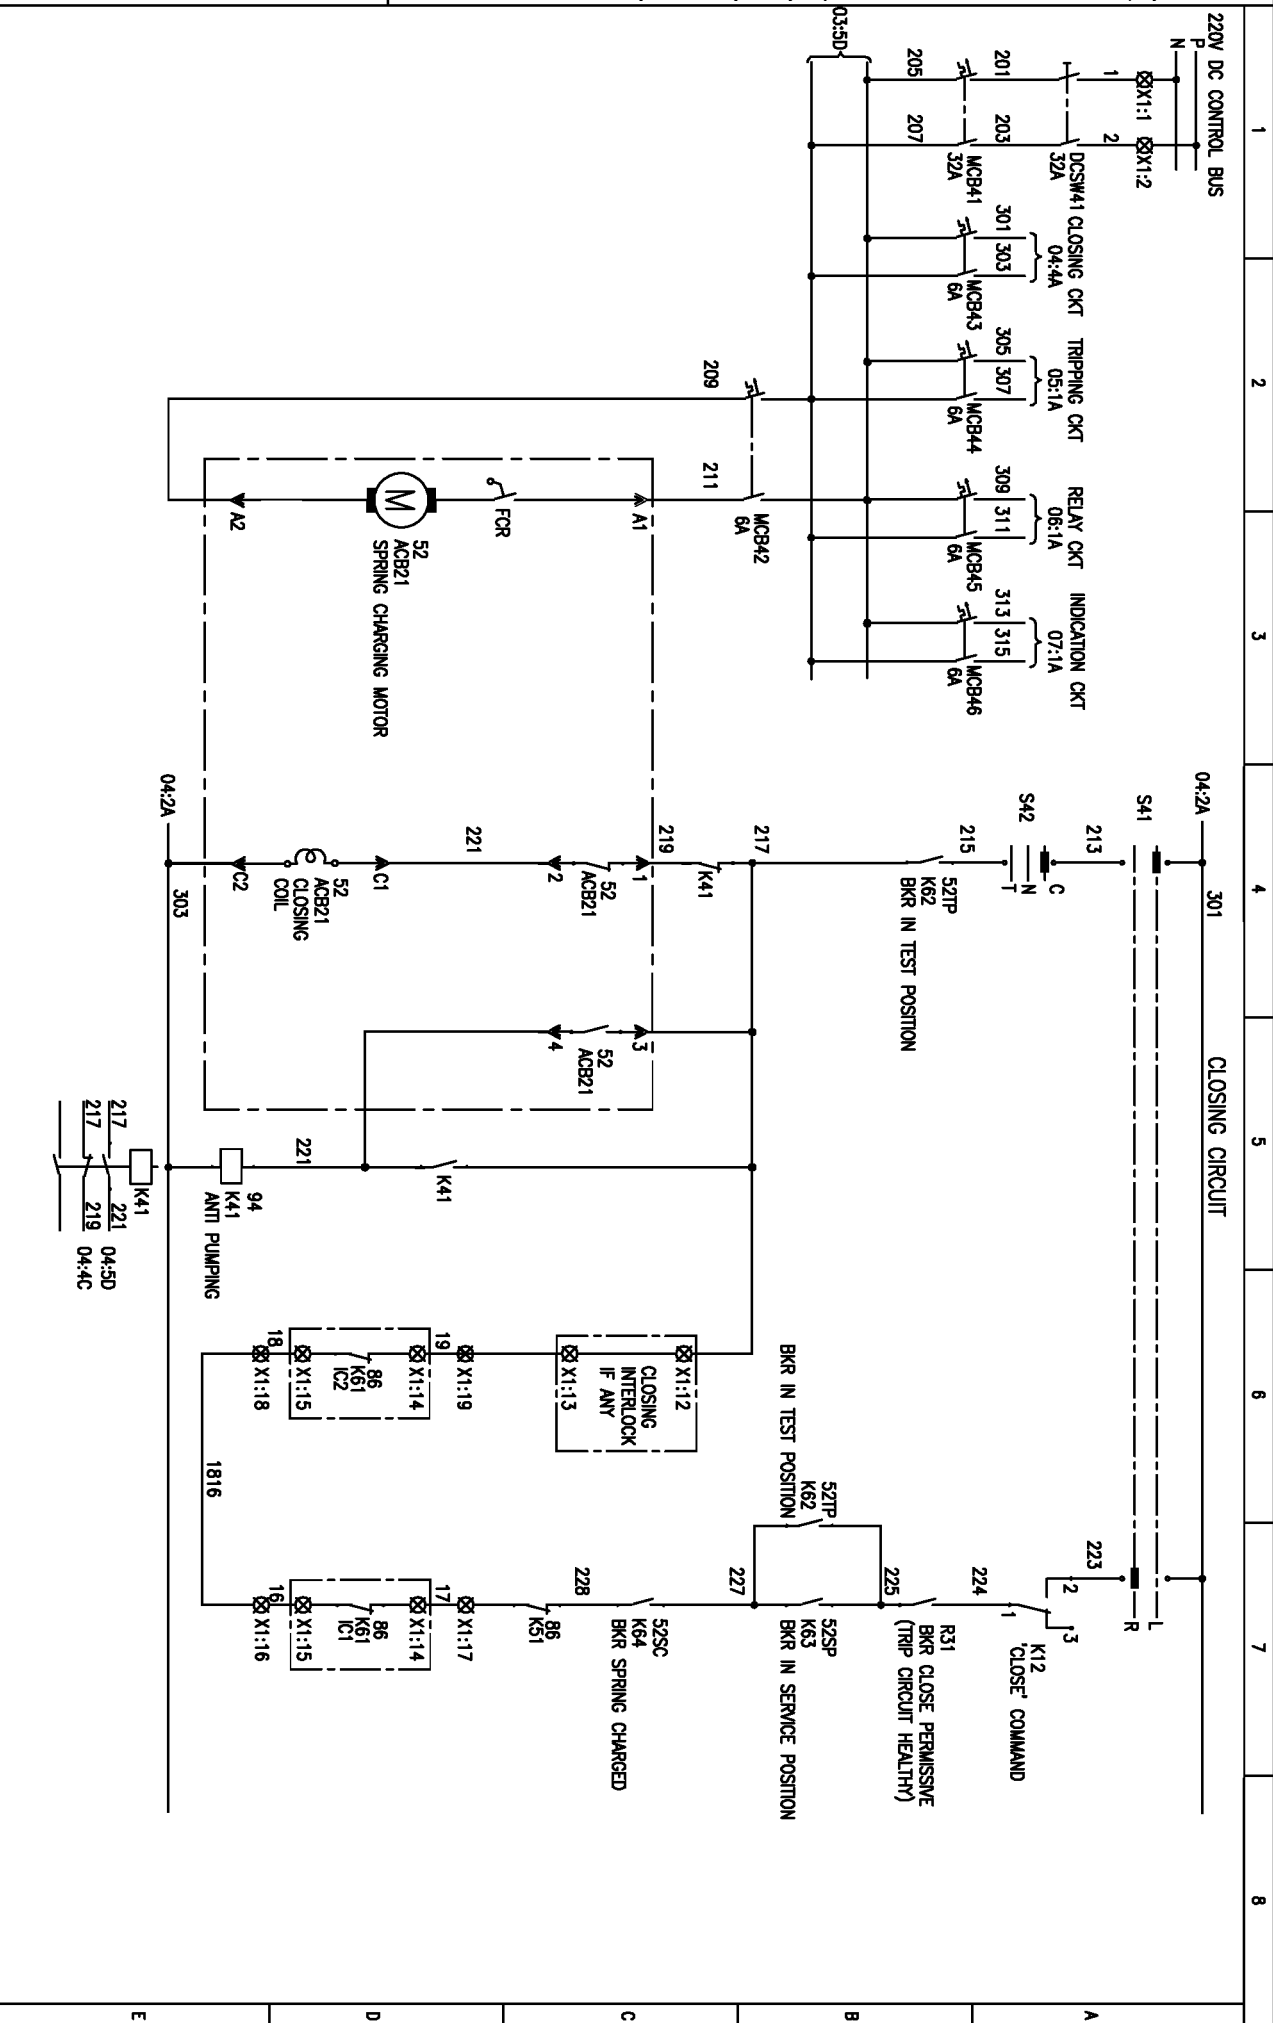 1
2
3
4
5
6
7
8
A
B
C
D
E
220V DC CONTROL BUS
P
N
1
X1:1
2
X1:2
201
203
DCSW41
32A
205
207
MCB41
32A
03:5D
CLOSING CKT
04:4A
301
303
MCB43
6A
TRIPPING CKT
05:1A
305
307
MCB44
6A
RELAY CKT
06:1A
309
311
MCB45
6A
INDICATION CKT
07:1A
313
315
MCB46
6A
209
211
MCB42
6A
A1
FCR
52
ACB21
SPRING CHARGING MOTOR
A2
CLOSING CIRCUIT
04:2A
301
S41
L
R
213
S42
C
N
T
215
52TP
K62
BKR IN TEST POSITION
217
K41
219
1
52
ACB21
2
221
C1
52
ACB21
CLOSING
COIL
C2
04:2A
303
3
52
ACB21
4
K41
221
94
K41
ANTI PUMPING
K41
217
221
04:5D
217
219
04:4C
X1:12
CLOSING
INTERLOCK
IF ANY
X1:13
X1:19
19
X1:14
86
K61
IC2
X1:15
18
X1:18
1816
223
2
3
1
K12
'CLOSE' COMMAND
224
R31
BKR CLOSE PERMISSIVE
(TRIP CIRCUIT HEALTHY)
225
52TP
K62
BKR IN TEST POSITION
52SP
K63
BKR IN SERVICE POSITION
227
52SC
K64
BKR SPRING CHARGED
228
86
K51
X1:17
17
X1:14
86
K61
IC1
X1:15
16
X1:16